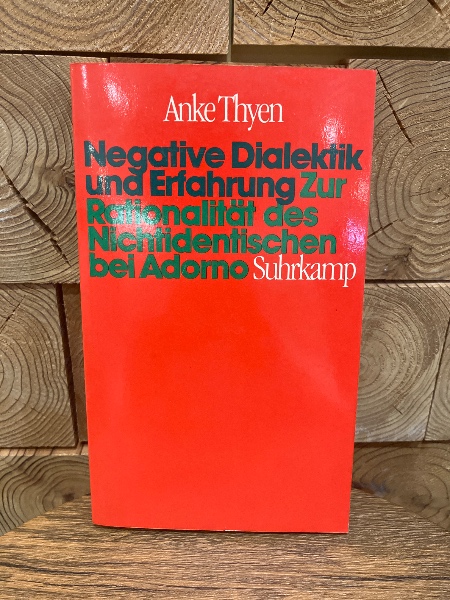 Anke Thyen
Negative Dialektik
und Erfahrung Zur
Rationalität des
Nichtidentischen
bei Adorno Suhrkamp